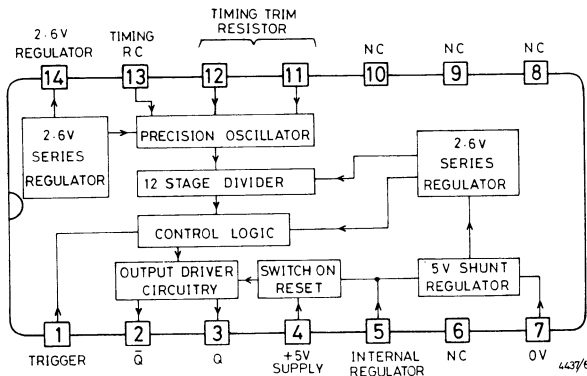 TIMING TRIM
RESISTOR
2·6V
REGULATOR
TIMING
RC
NC
NC
NC
14
13
12
11
10
9
8
2·6V
SERIES
REGULATOR
PRECISION OSCILLATOR
2·6V
SERIES
REGULATOR
12 STAGE DIVIDER
CONTROL LOGIC
OUTPUT DRIVER
CIRCUITRY
SWITCH ON
RESET
5V SHUNT
REGULATOR
1
2
3
4
5
6
7
TRIGGER
Q̄
Q
+5V
SUPPLY
INTERNAL
REGULATOR
NC
0V